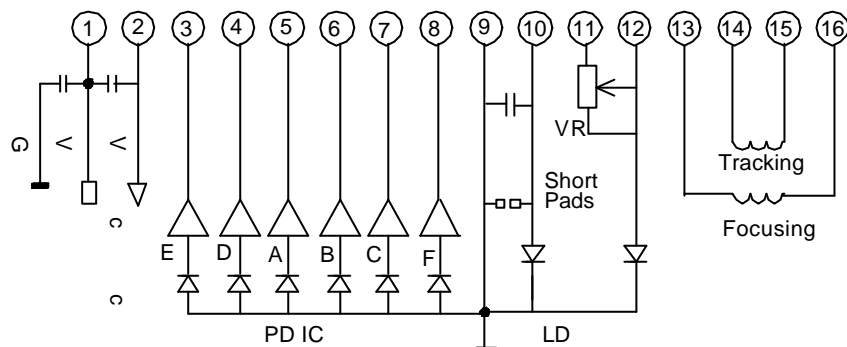 1 2 3 4 5 6 7 8 9 10 11 12 13 14 15 16
G V V
VR
Tracking
Short
Pads
Focusing
c
E D A B C F
c
PD IC LD